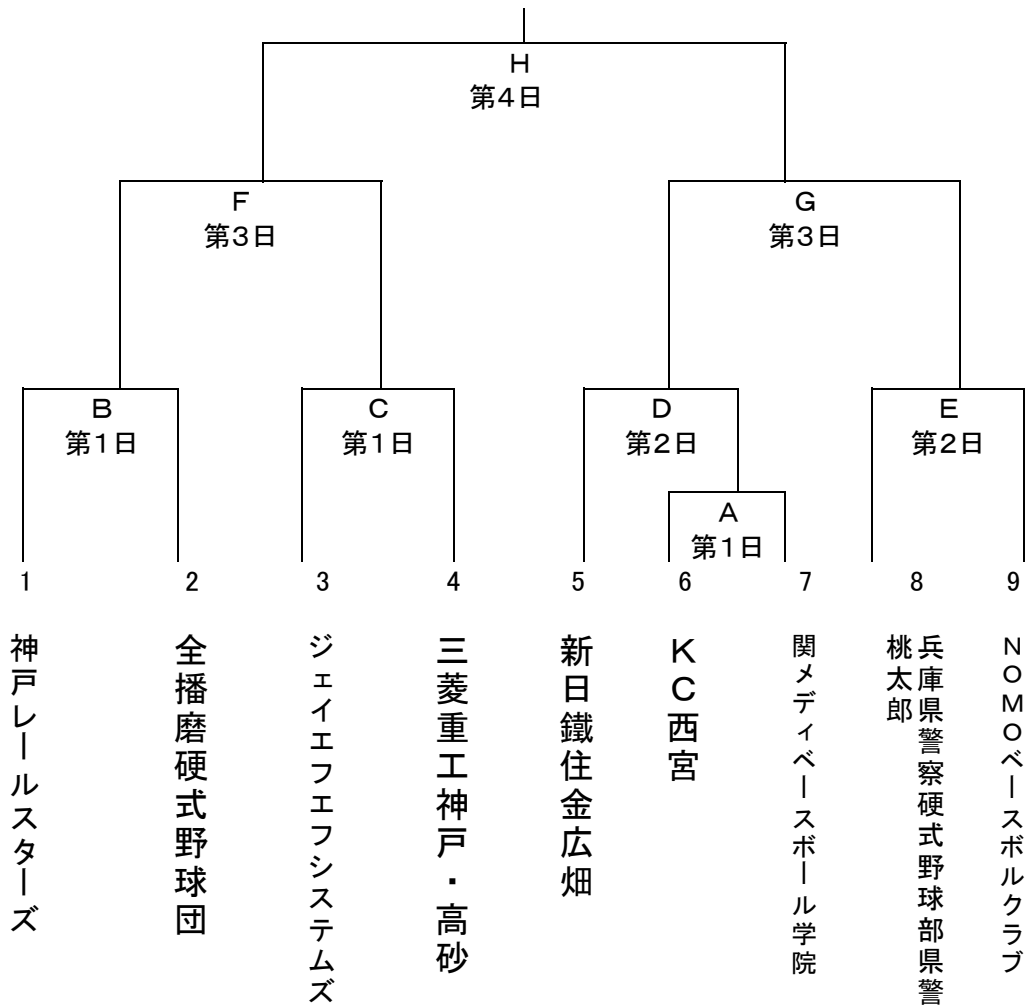 H
第4日
F
第3日
G
第3日
B
第1日
C
第1日
D
第2日
E
第2日
A
第1日
1
2
3
4
5
6
7
8
9
神戸レールスターズ
全播磨硬式野球団
ジェイエフエフシステムズ
三菱重工神戸・高砂
新日鐵住金広畑
KC西宮
関メディベースボール学院
兵庫県警察硬式野球部県警
桃太郎
NOMOベースボルクラブ